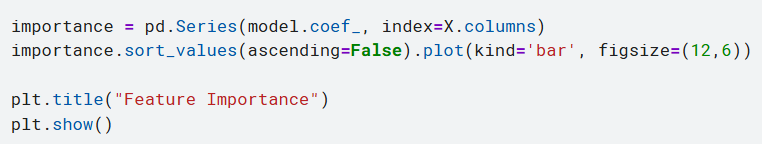 importance = pd.Series(model.coef_, index=X.columns)
importance.sort_values(ascending=False).plot(kind='bar', figsize=(12,6))
plt.title("Feature Importance")
plt.show()